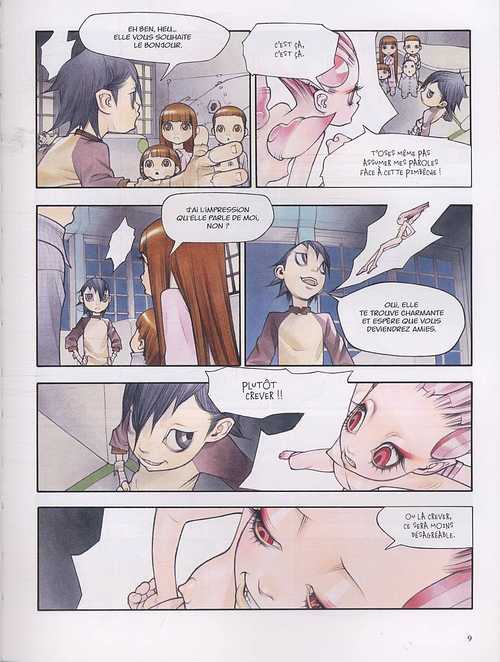 EH BEN, HEU...
ELLE VOUS SOUHAITE
LE BONJOUR.
C'EST ÇA,
C'EST ÇA.
T'OSES MÊME PAS
ASSUMER MES PAROLES
FACE À CETTE PIMBÊCHE !
J'AI L'IMPRESSION
QU'ELLE PARLE DE MOI,
NON ?
OUI, ELLE
TE TROUVE CHARMANTE
ET ESPÈRE QUE VOUS
DEVIENDREZ AMIES.
PLUTÔT
CREVER !!
OU LA CREVER,
CE SERA MOINS
DÉSAGRÉABLE.
9